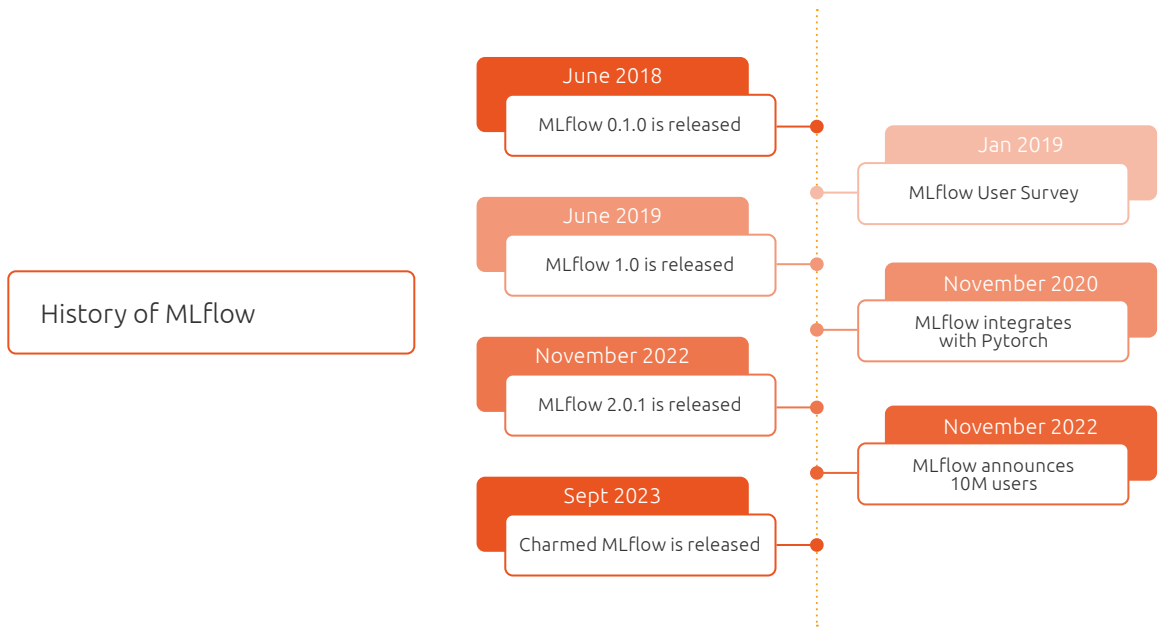 History of MLflow
June 2018
MLflow 0.1.0 is released
Jan 2019
MLflow User Survey
June 2019
MLflow 1.0 is released
November 2020
MLflow integrates
with Pytorch
November 2022
MLflow 2.0.1 is released
November 2022
MLflow announces
10M users
Sept 2023
Charmed MLflow is released